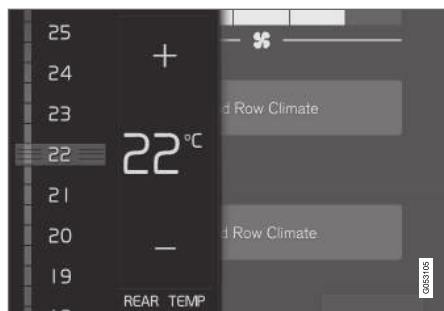 25
24
23
22
21
20
19
+
22°C
−
REAR TEMP
Row Climate
Row Climate
G053105